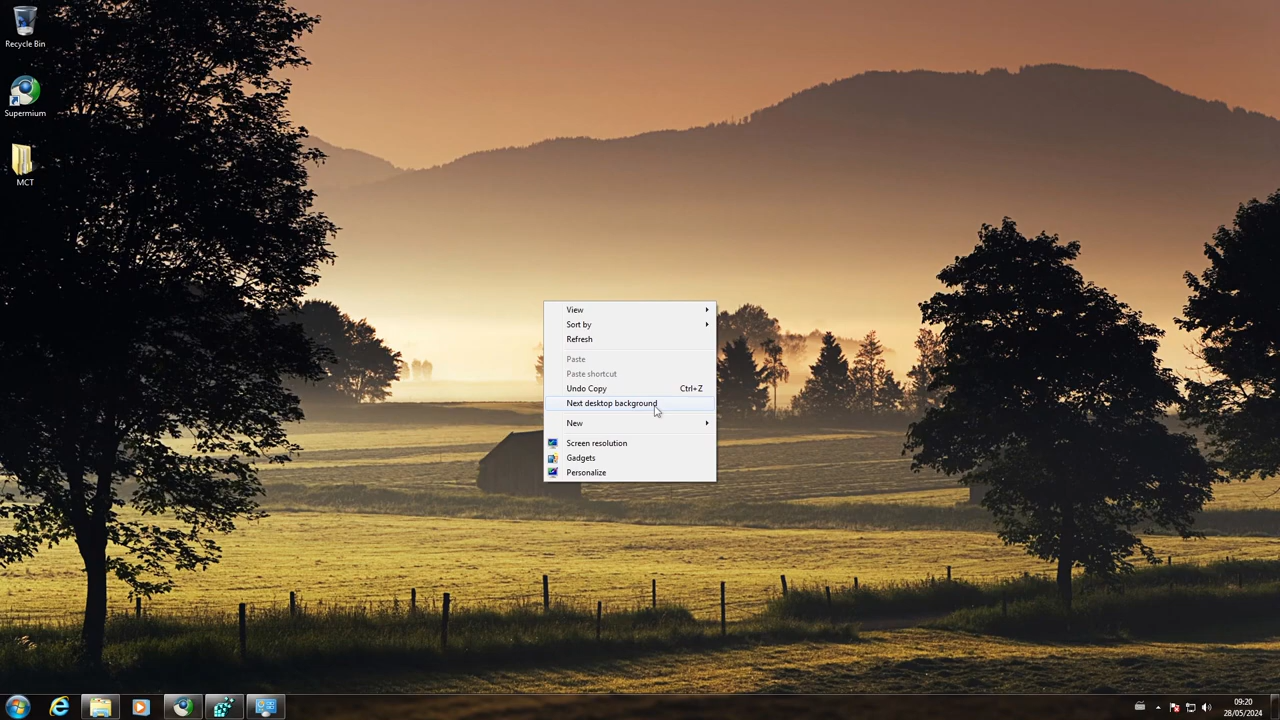 Recycle Bin
Supermium
MCT
View
Sort by
Refresh
Paste
Paste shortcut
Undo Copy Ctrl+Z
Next desktop background
New
Screen resolution
Gadgets
Personalize
09:20
28/05/2024